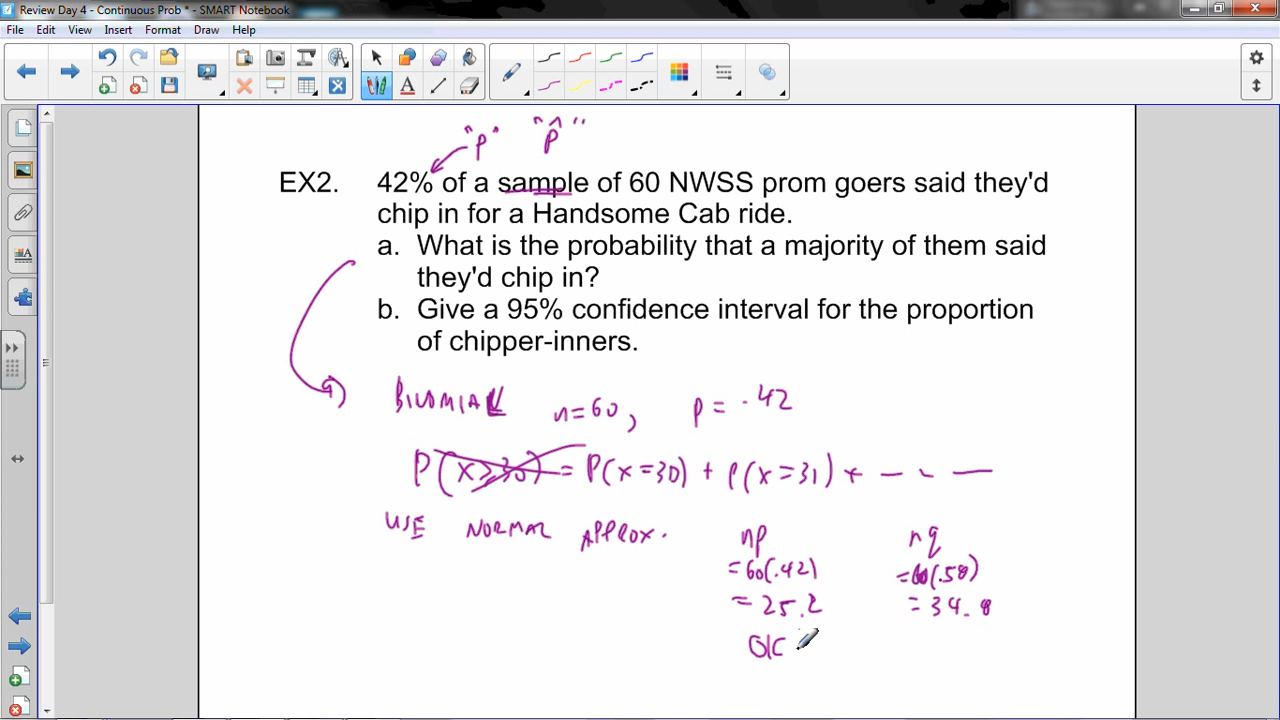 Review Day 4 - Continuous Prob * - SMART Notebook
File Edit View Insert Format Draw Help
"p" "p̂"
EX2. 42% of a sample of 60 NWSS prom goers said they'd
chip in for a Handsome Cab ride.
a. What is the probability that a majority of them said
they'd chip in?
b. Give a 95% confidence interval for the proportion
of chipper-inners.
BINOMIAL n=60, p = .42
P(x≥30) = P(x=30) + P(x=31) + — - —
USE NORMAL APPROX.
np nq
=60(.42) =60(.58)
= 25.2 = 34.8
OK